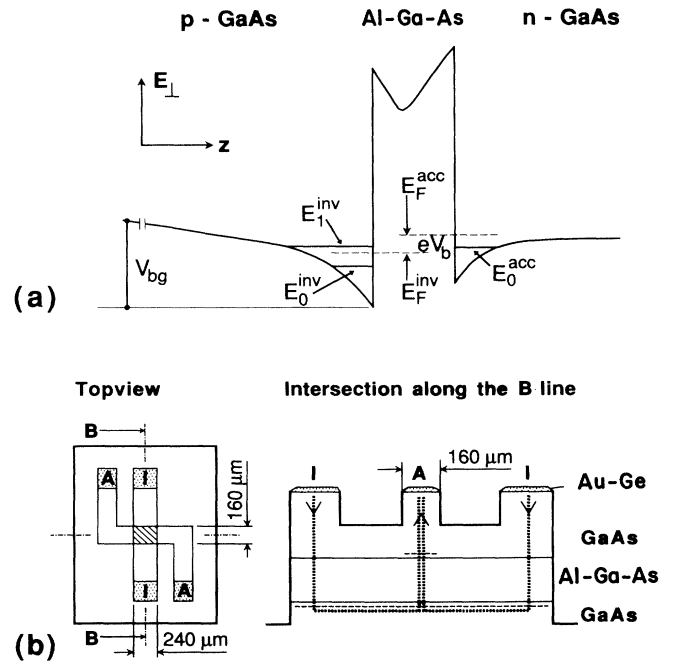 p - GaAs Al-Ga-As n - GaAs
E⊥
z
E_F^acc
E_1^inv
eV_b
V_bg
E_0^inv
E_F^inv
E_0^acc
(a)
Topview
Intersection along the B line
B
160 µm
I
A
I
A
I
Au-Ge
160 µm
GaAs
Al-Ga-As
I
A
GaAs
B
240 µm
(b)